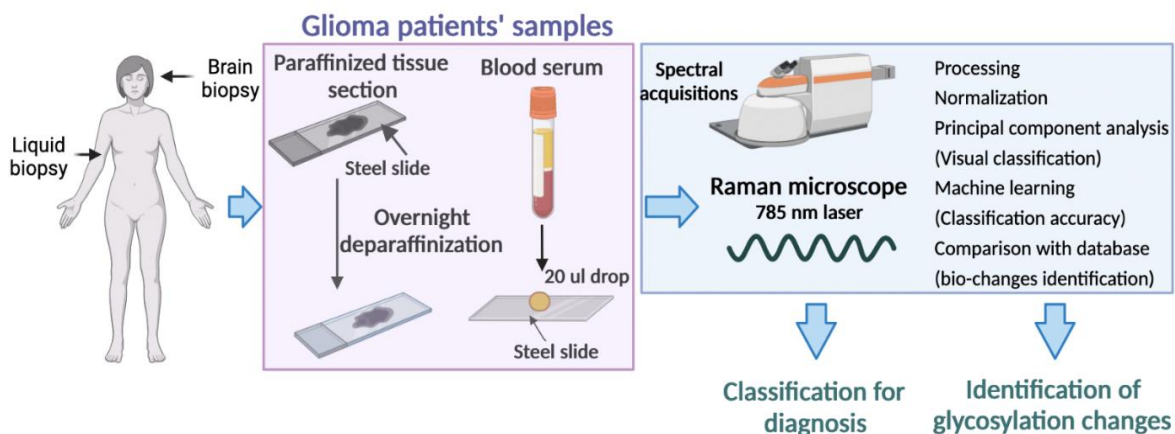 Glioma patients' samples
Brain
biopsy
Liquid
biopsy
Paraffinized tissue
section
Steel slide
Overnight
deparaffinization
Blood serum
20 ul drop
Steel slide
Spectral
acquisitions
Raman microscope
785 nm laser
Processing
Normalization
Principal component analysis
(Visual classification)
Machine learning
(Classification accuracy)
Comparison with database
(bio-changes identification)
Classification for
diagnosis
Identification of
glycosylation changes